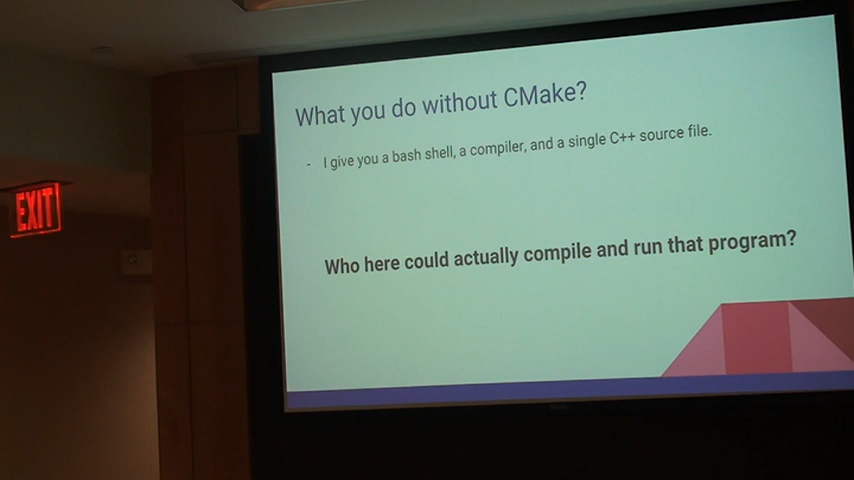 What you do without CMake?
- I give you a bash shell, a compiler, and a single C++ source file.
EXIT
Who here could actually compile and run that program?